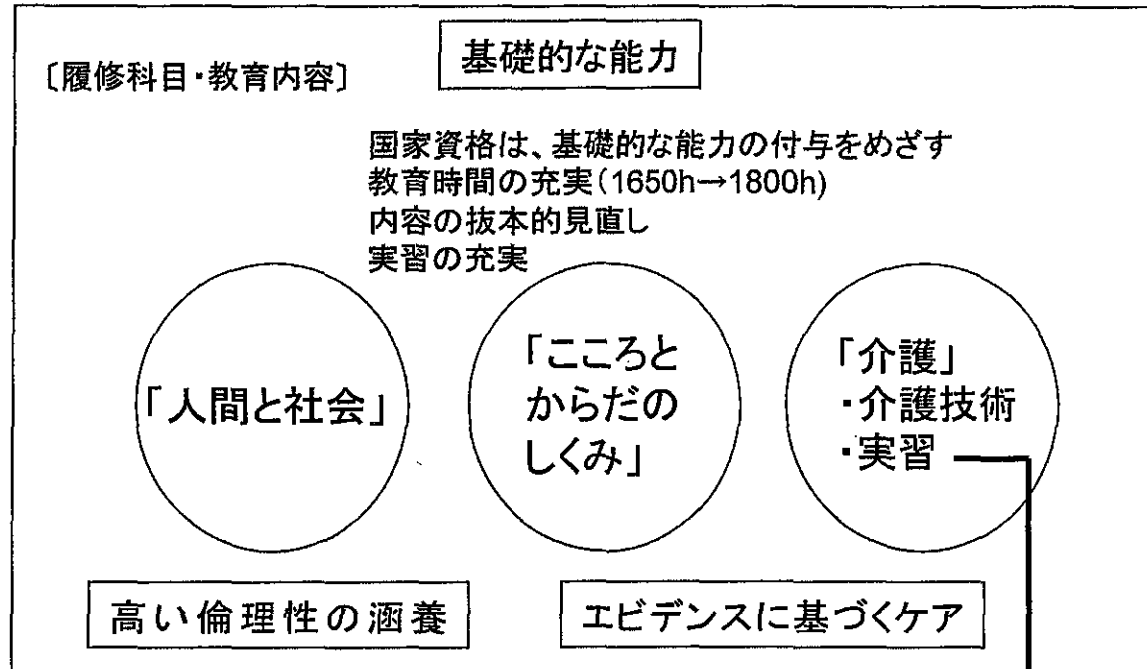 基礎的な能力
〔履修科目・教育内容〕
国家資格は、基礎的な能力の付与をめざす
教育時間の充実(1650h→1800h)
内容の抜本的見直し
実習の充実
「人間と社会」
「こころと
からだの
しくみ」
「介護」
・介護技術
・実習
高い倫理性の涵養
エビデンスに基づくケア